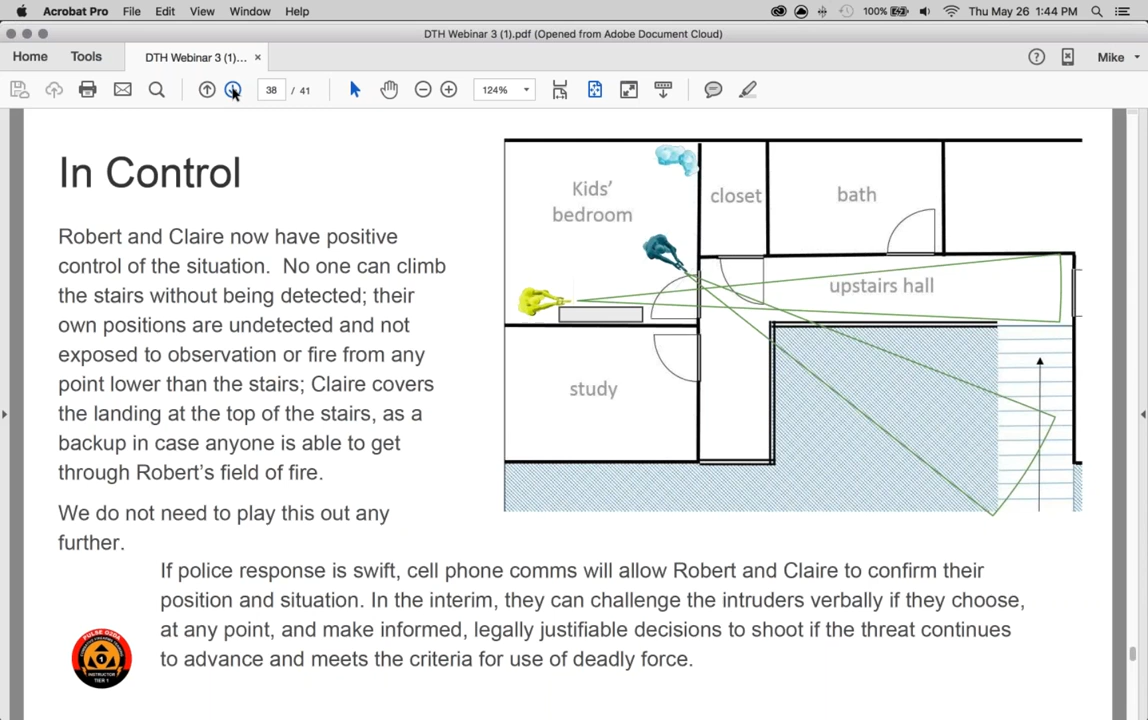 Acrobat Pro File Edit View Window Help 100% Thu May 26 1:44 PM
DTH Webinar 3 (1).pdf (Opened from Adobe Document Cloud)
Home Tools DTH Webinar 3 (1)... × Mike
38 / 41 124%
In Control
Robert and Claire now have positive
control of the situation. No one can climb
the stairs without being detected; their
own positions are undetected and not
exposed to observation or fire from any
point lower than the stairs; Claire covers
the landing at the top of the stairs, as a
backup in case anyone is able to get
through Robert's field of fire.
We do not need to play this out any
further.
Kids'
bedroom
closet
bath
upstairs hall
study
If police response is swift, cell phone comms will allow Robert and Claire to confirm their
position and situation. In the interim, they can challenge the intruders verbally if they choose,
at any point, and make informed, legally justifiable decisions to shoot if the threat continues
to advance and meets the criteria for use of deadly force.
PULSE O2DA
INSTRUCTOR
TIER 1